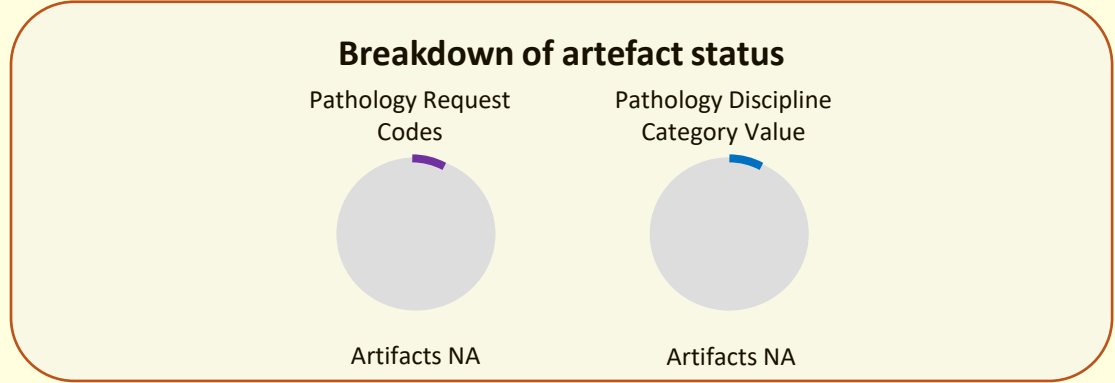 Breakdown of artefact status
Pathology Request
Codes
Pathology Discipline
Category Value
Artifacts NA
Artifacts NA